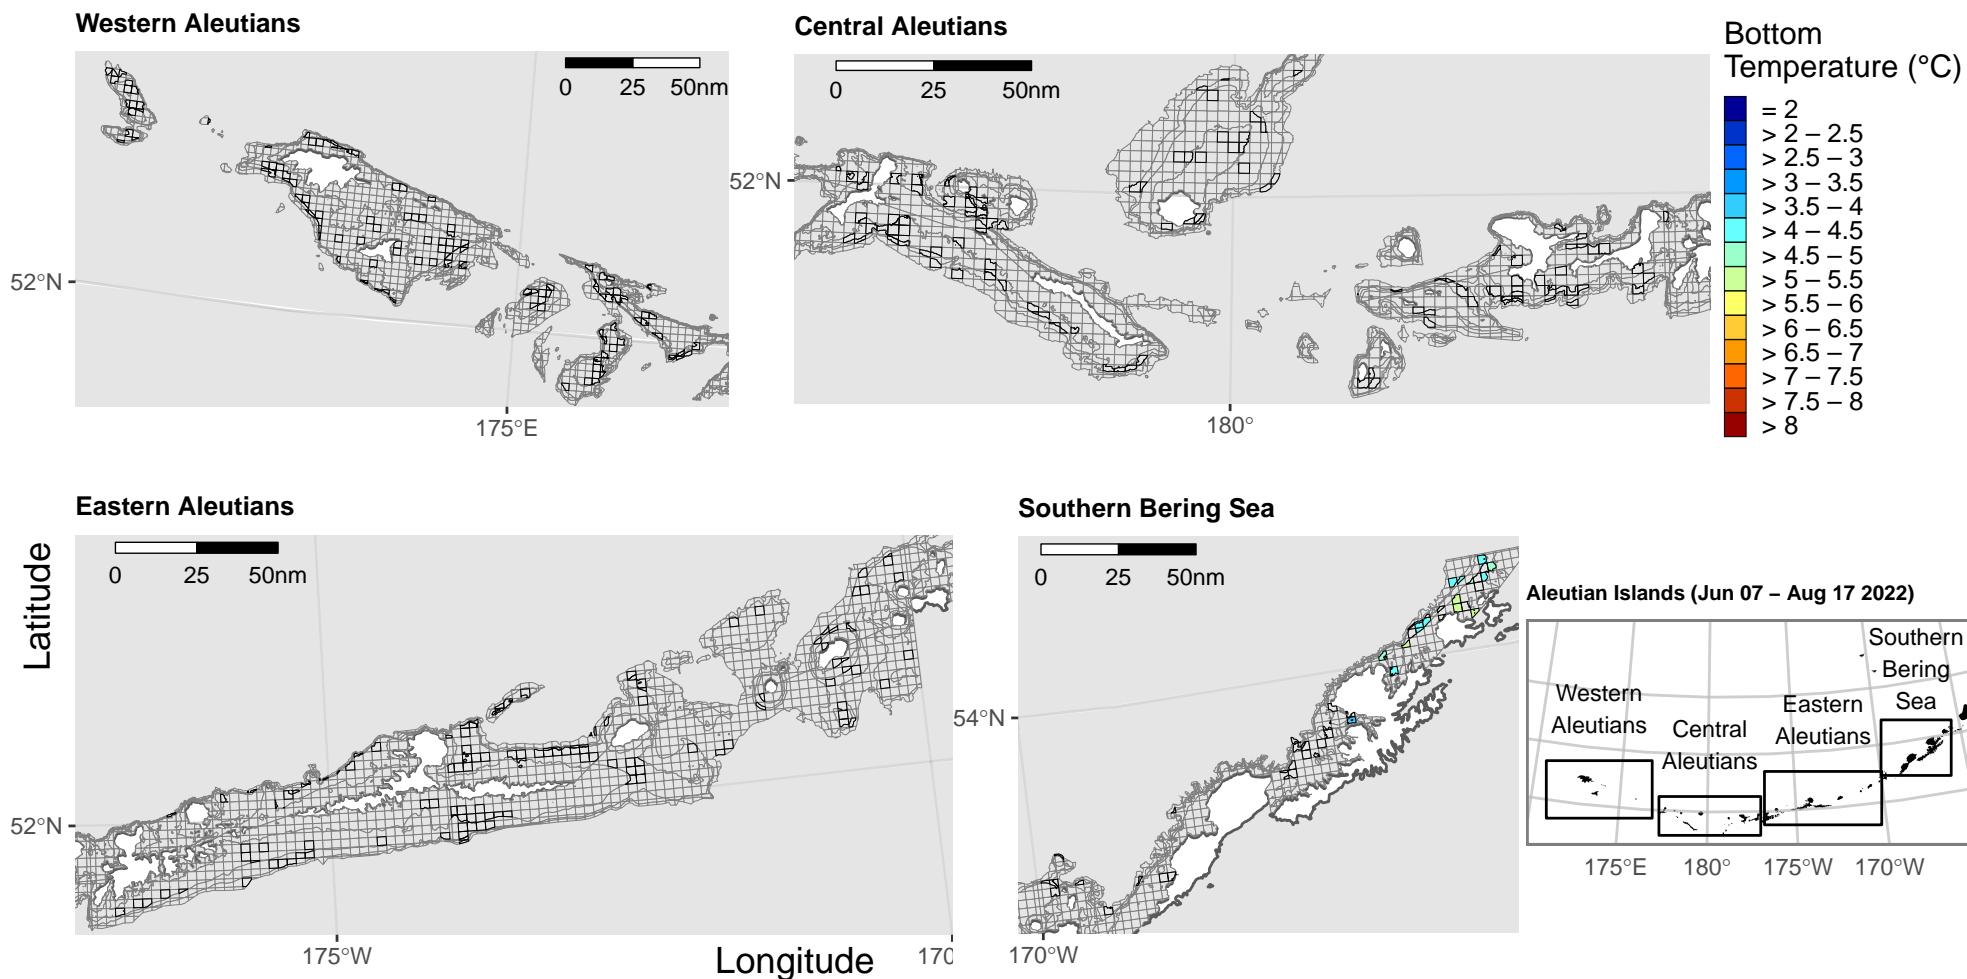 Western Aleutians
0 25 50nm
52°N
175°E
Central Aleutians
0 25 50nm
52°N
180°
Bottom
Temperature (°C)
= 2
> 2 – 2.5
> 2.5 – 3
> 3 – 3.5
> 3.5 – 4
> 4 – 4.5
> 4.5 – 5
> 5 – 5.5
> 5.5 – 6
> 6 – 6.5
> 6.5 – 7
> 7 – 7.5
> 7.5 – 8
> 8
Eastern Aleutians
0 25 50nm
Latitude
52°N
175°W
170
Longitude
Southern Bering Sea
0 25 50nm
54°N
170°W
Aleutian Islands (Jun 07 – Aug 17 2022)
Western
Aleutians
Central
Aleutians
Eastern
Aleutians
Southern
Bering
Sea
175°E 180° 175°W 170°W